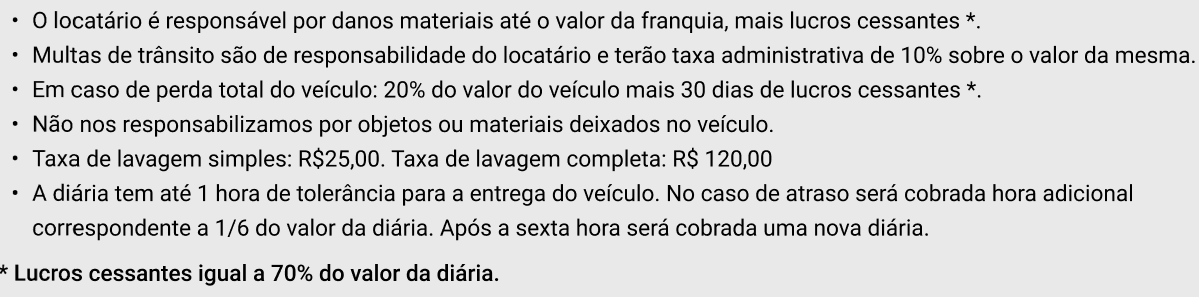 • O locatário é responsável por danos materiais até o valor da franquia, mais lucros cessantes *.
• Multas de trânsito são de responsabilidade do locatário e terão taxa administrativa de 10% sobre o valor da mesma.
• Em caso de perda total do veículo: 20% do valor do veículo mais 30 dias de lucros cessantes *.
• Não nos responsabilizamos por objetos ou materiais deixados no veículo.
• Taxa de lavagem simples: R$25,00. Taxa de lavagem completa: R$ 120,00
• A diária tem até 1 hora de tolerância para a entrega do veículo. No caso de atraso será cobrada hora adicional
correspondente a 1/6 do valor da diária. Após a sexta hora será cobrada uma nova diária.
* Lucros cessantes igual a 70% do valor da diária.